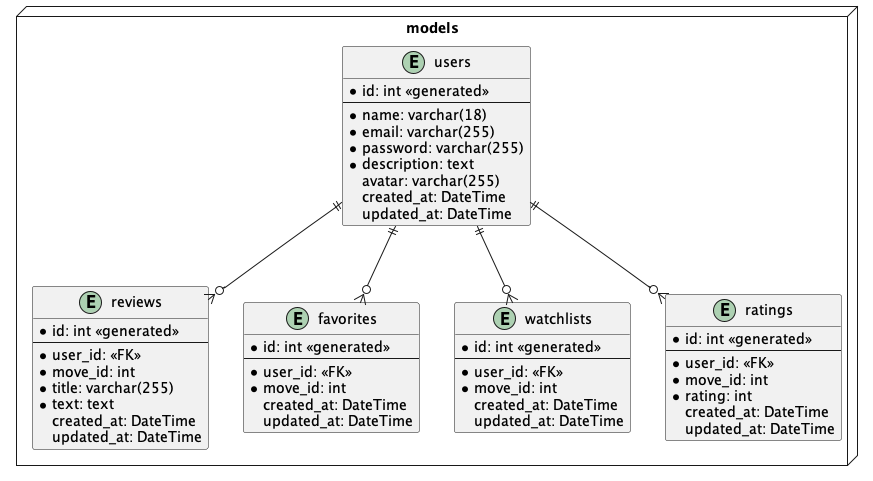 models
E users
* id: int «generated»
* name: varchar(18)
* email: varchar(255)
* password: varchar(255)
* description: text
avatar: varchar(255)
created_at: DateTime
updated_at: DateTime
E reviews
* id: int «generated»
* user_id: «FK»
* move_id: int
* title: varchar(255)
* text: text
created_at: DateTime
updated_at: DateTime
E favorites
* id: int «generated»
* user_id: «FK»
* move_id: int
created_at: DateTime
updated_at: DateTime
E watchlists
* id: int «generated»
* user_id: «FK»
* move_id: int
created_at: DateTime
updated_at: DateTime
E ratings
* id: int «generated»
* user_id: «FK»
* move_id: int
* rating: int
created_at: DateTime
updated_at: DateTime